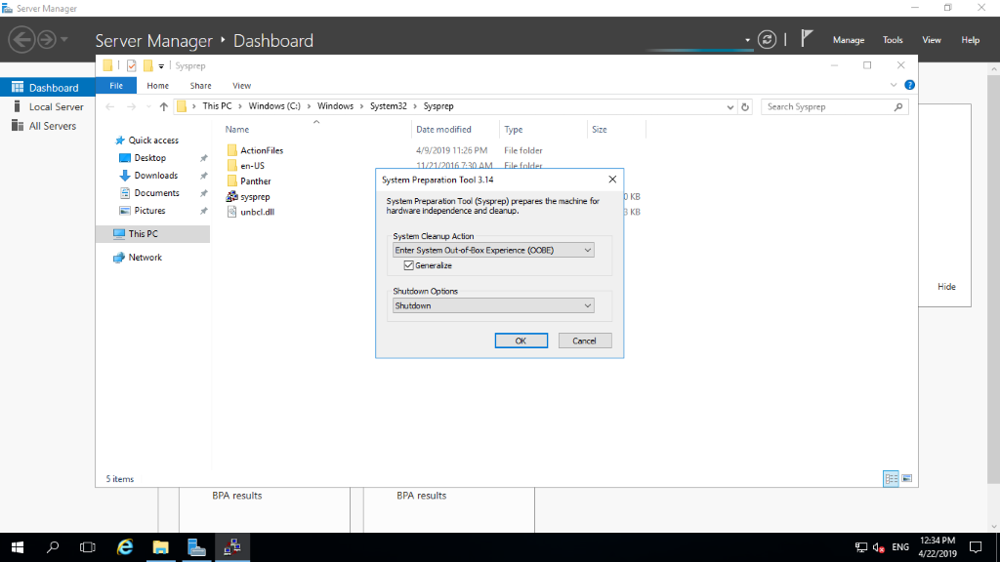 Server Manager
Server Manager ‣ Dashboard
Manage Tools View Help
Sysprep
File Home Share View
This PC > Windows (C:) > Windows > System32 > Sysprep
Search Sysprep
Dashboard
Local Server
All Servers
Quick access
Desktop
Downloads
Documents
Pictures
This PC
Network
Name Date modified Type Size
ActionFiles 4/9/2019 11:26 PM File folder
en-US 11/21/2016 7:30 AM File folder
Panther
sysprep 0 KB
unbcl.dll 3 KB
System Preparation Tool 3.14
System Preparation Tool (Sysprep) prepares the machine for
hardware independence and cleanup.
System Cleanup Action
Enter System Out-of-Box Experience (OOBE)
Generalize
Shutdown Options
Shutdown
OK Cancel
Hide
5 items
BPA results BPA results
ENG
12:34 PM
4/22/2019